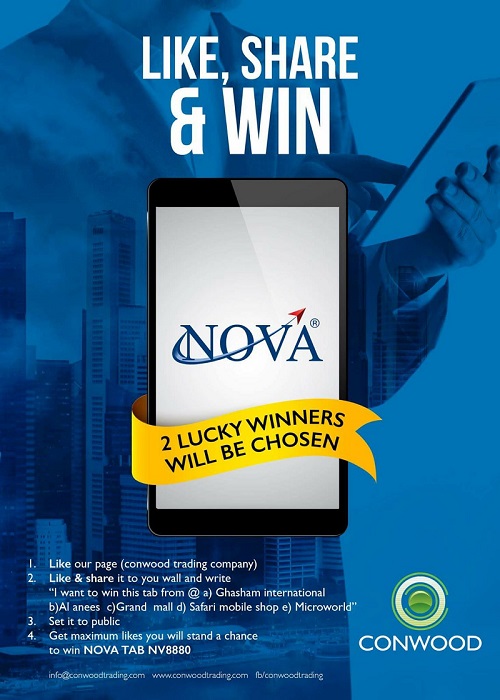 LIKE, SHARE
& WIN
NOVA®
2 LUCKY WINNERS
WILL BE CHOSEN
1. Like our page (conwood trading company)
2. Like & share it to you wall and write
"I want to win this tab from @ a) Ghasham international
b)Al anees c)Grand mall d) Safari mobile shop e) Microworld"
3. Set it to public
4. Get maximum likes you will stand a chance
to win NOVA TAB NV8880
CONWOOD
info@conwoodtrading.com www.conwoodtrading.com fb/conwoodtrading